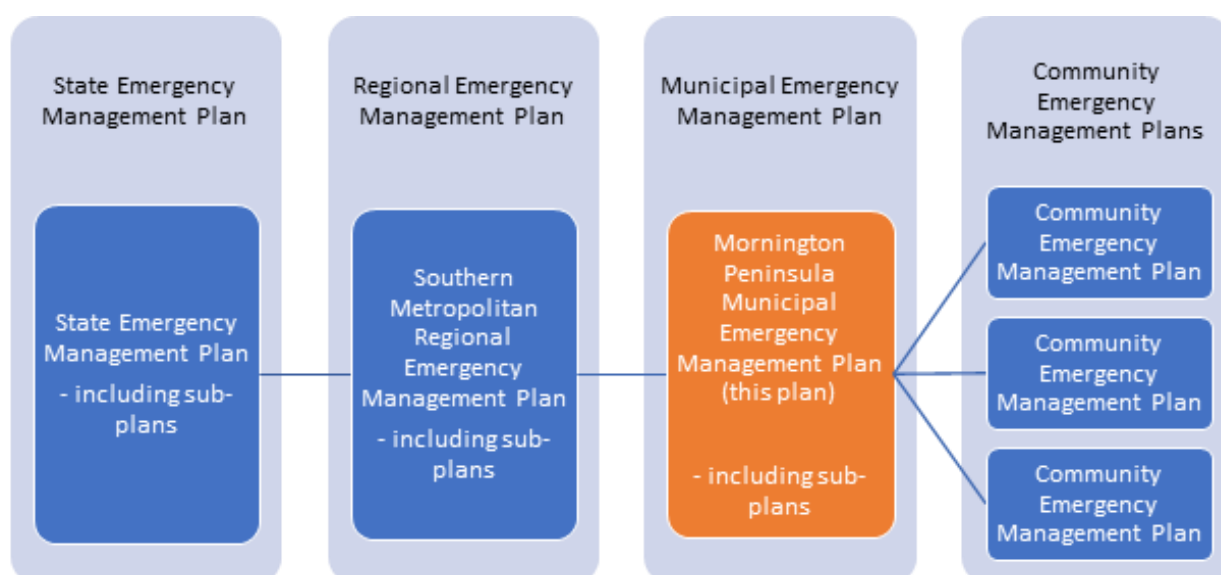 State Emergency
Management Plan
Regional Emergency
Management Plan
Municipal Emergency
Management Plan
Community
Emergency
Management Plans
State Emergency
Management Plan
- including sub-
plans
Southern
Metropolitan
Regional
Emergency
Management Plan
- including sub-
plans
Mornington
Peninsula
Municipal
Emergency
Management Plan
(this plan)
- including sub-
plans
Community
Emergency
Management Plan
Community
Emergency
Management Plan
Community
Emergency
Management Plan